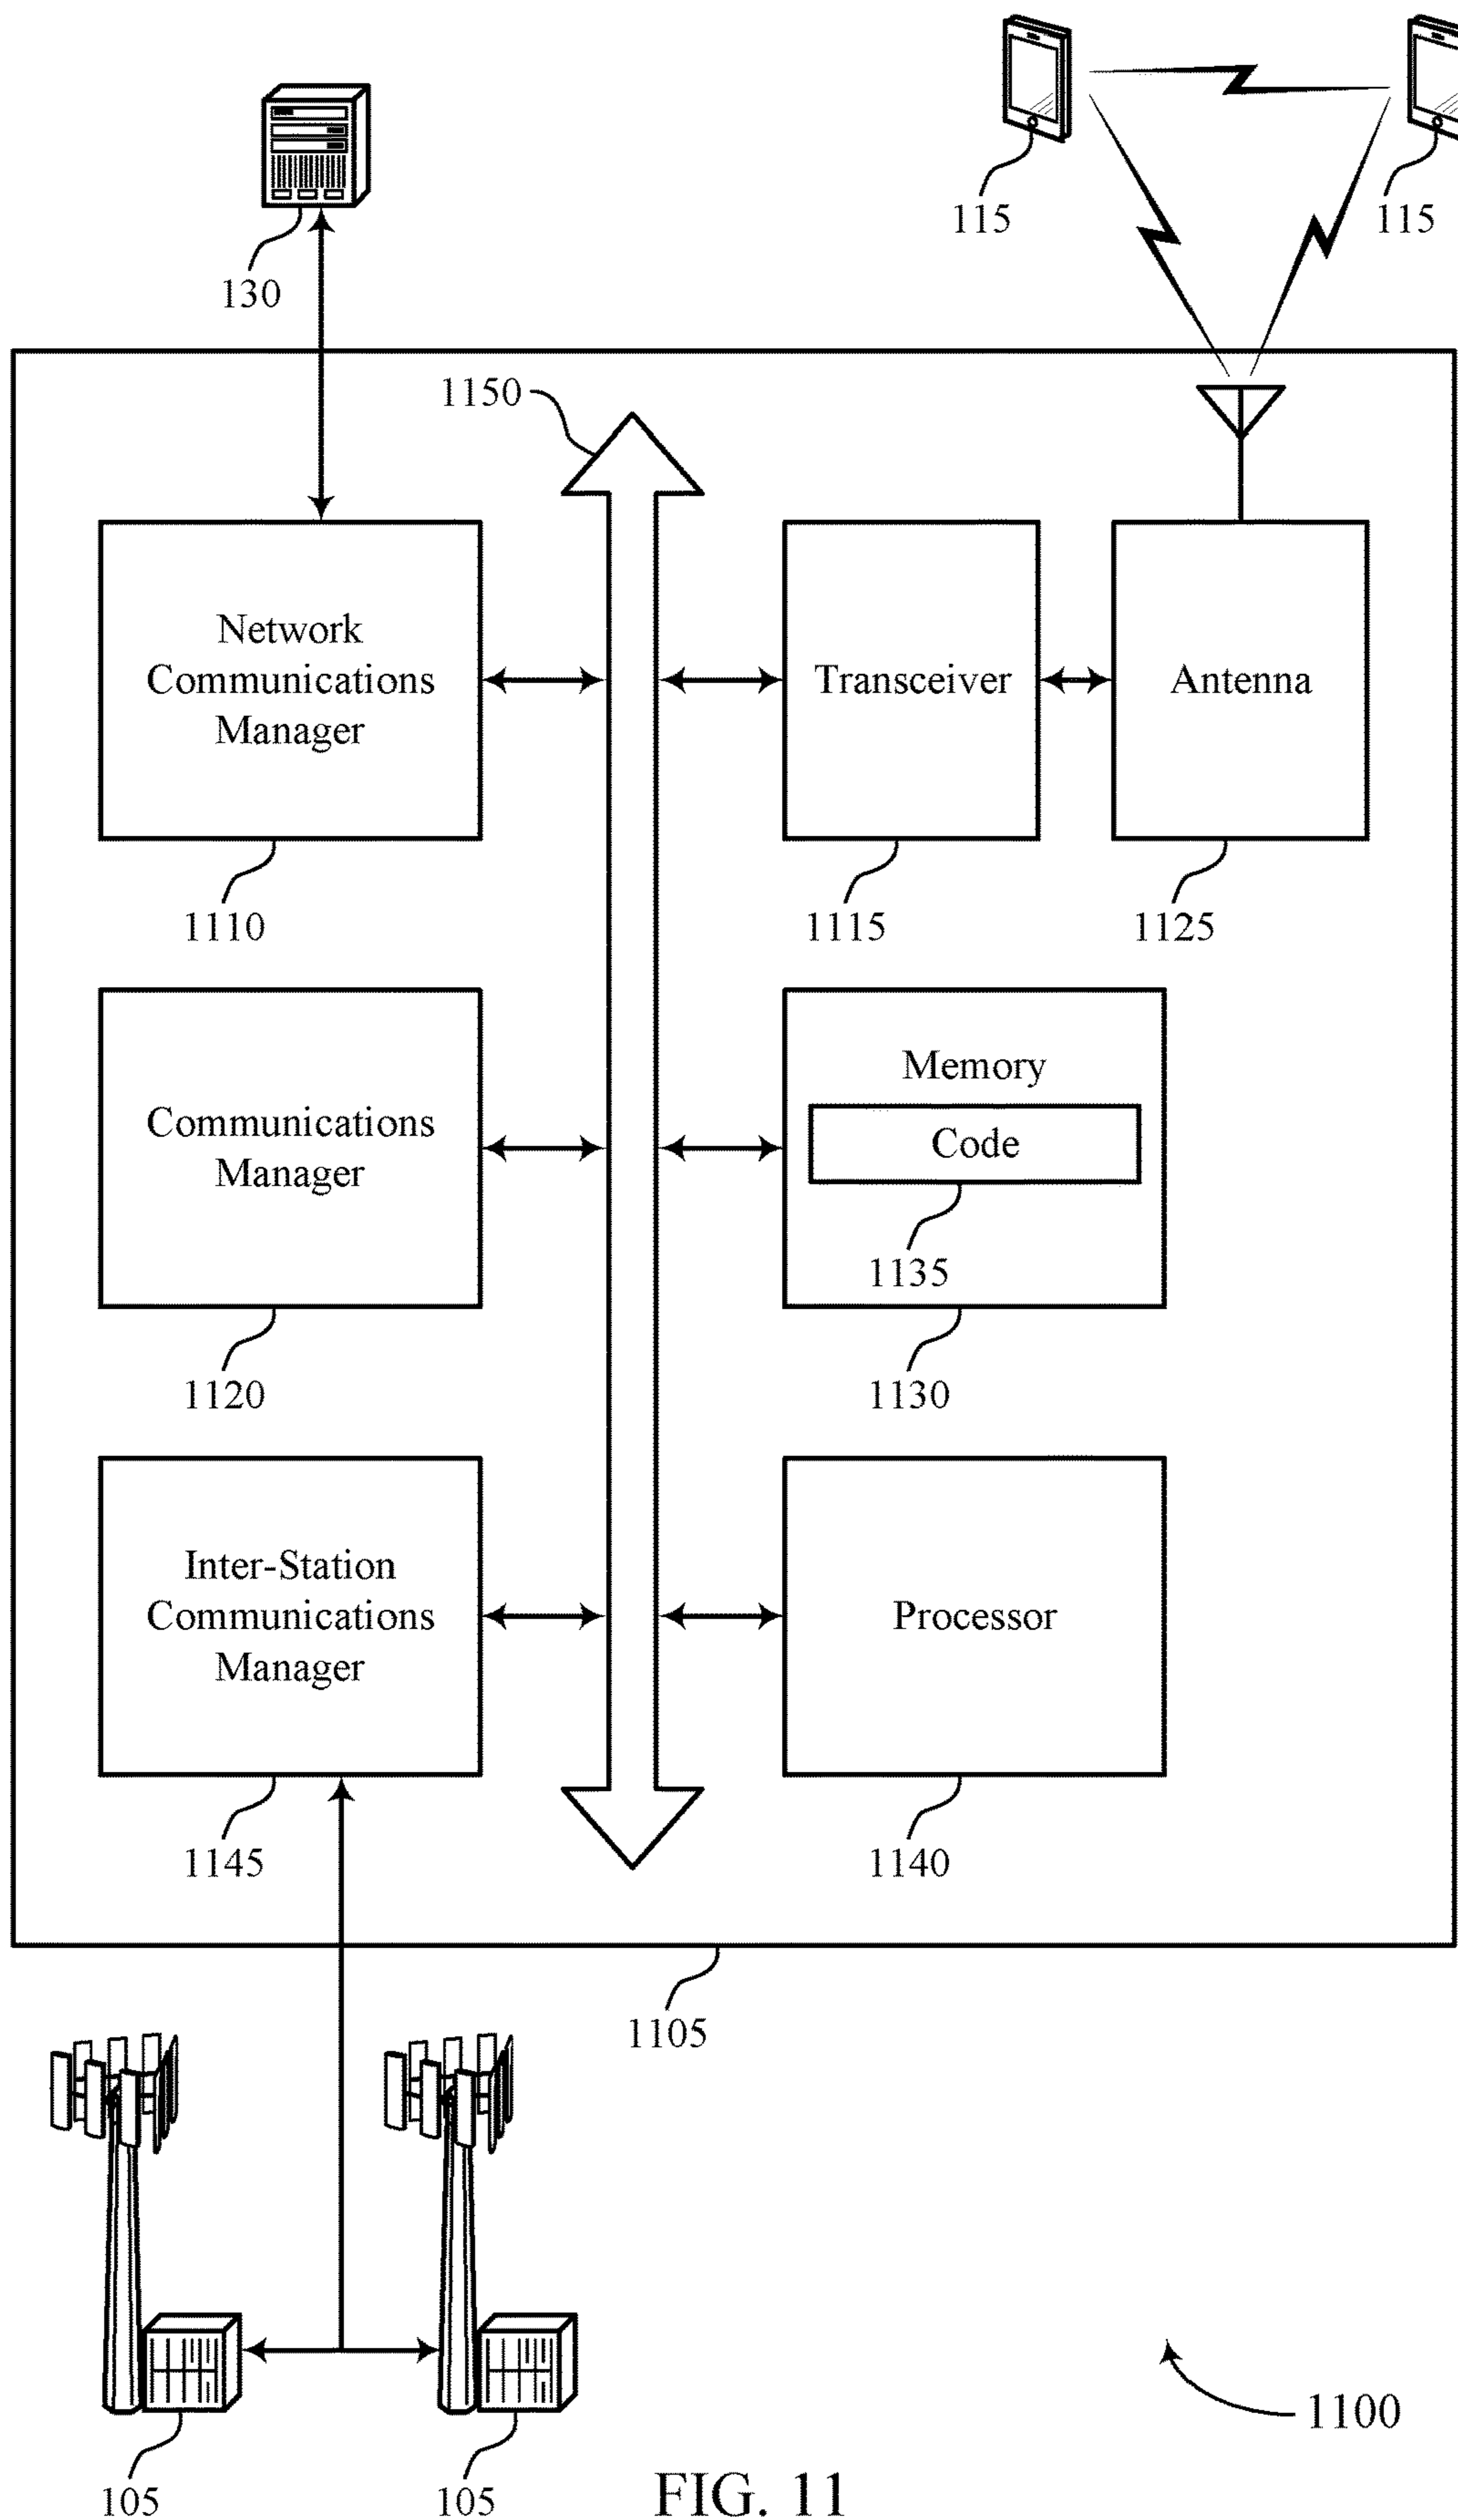 115
115
130
1150
Network
Communications
Manager
Transceiver
Antenna
1110
1115
1125
Communications
Manager
Memory
Code
1135
1120
1130
Inter-Station
Communications
Manager
Processor
1145
1140
1105
1100
105
105
FIG. 11